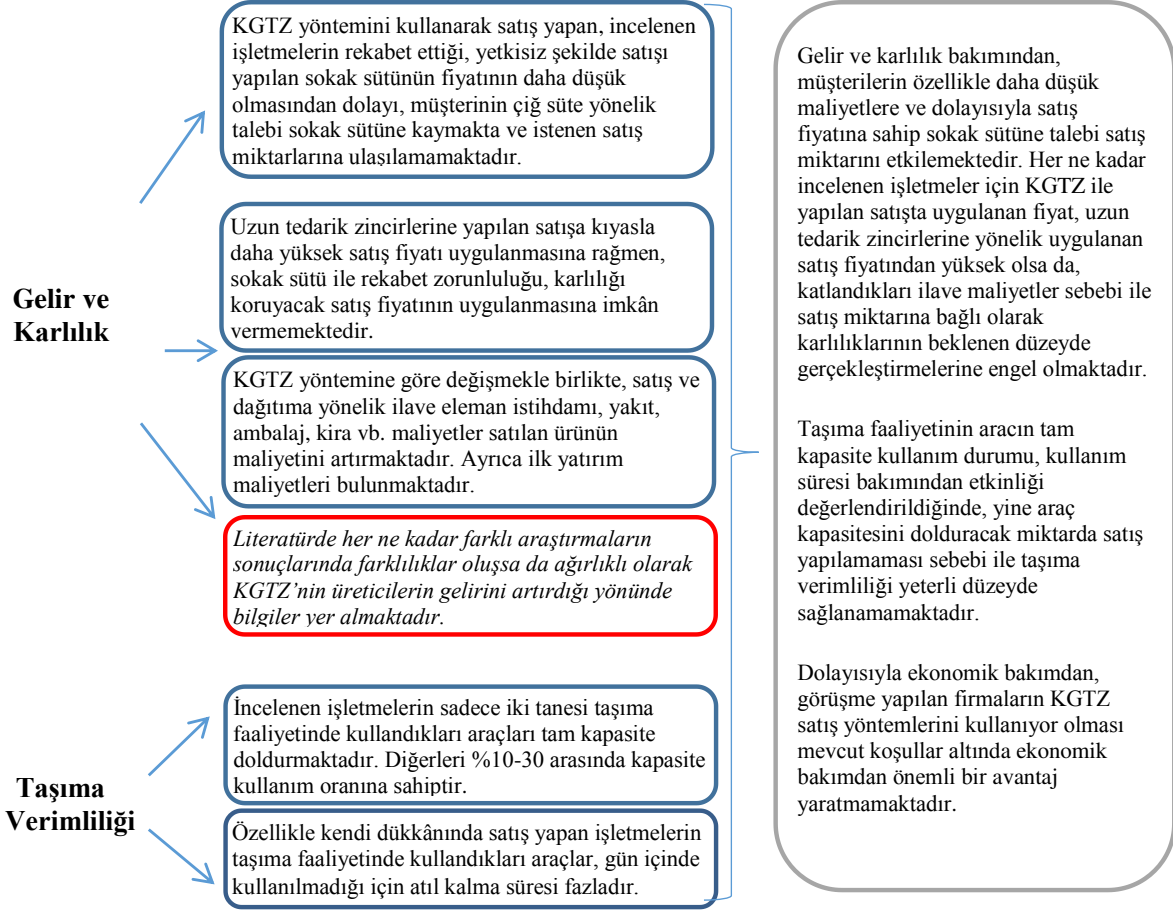 KGTZ yöntemini kullanarak satış yapan, incelenen
işletmelerin rekabet ettiği, yetkisiz şekilde satışı
yapılan sokak sütünün fiyatının daha düşük
olmasından dolayı, müşterinin çiğ süte yönelik
talebi sokak sütüne kaymakta ve istenen satış
miktarlarına ulaşılamamaktadır.
Gelir ve
Karlılık
Uzun tedarik zincirlerine yapılan satışa kıyasla
daha yüksek satış fiyatı uygulanmasına rağmen,
sokak sütü ile rekabet zorunluluğu, karlılığı
koruyacak satış fiyatının uygulanmasına imkân
vermemektedir.
KGTZ yöntemine göre değişmekle birlikte, satış ve
dağıtıma yönelik ilave eleman istihdamı, yakıt,
ambalaj, kira vb. maliyetler satılan ürünün
maliyetini artırmaktadır. Ayrıca ilk yatırım
maliyetleri bulunmaktadır.
Literatürde her ne kadar farklı araştırmaların
sonuçlarında farklılıklar oluşsa da ağırlıklı olarak
KGTZ’nin üreticilerin gelirini artırdığı yönünde
bilgiler yer almaktadır.
Taşıma
Verimliliği
İncelenen işletmelerin sadece iki tanesi taşıma
faaliyetinde kullandıkları araçları tam kapasite
doldurmaktadır. Diğerleri %10-30 arasında kapasite
kullanım oranına sahiptir.
Özellikle kendi dükkânında satış yapan işletmelerin
taşıma faaliyetinde kullandıkları araçlar, gün içinde
kullanılmadığı için atıl kalma süresi fazladır.
Gelir ve karlılık bakımından,
müşterilerin özellikle daha düşük
maliyetlere ve dolayısıyla satış
fiyatına sahip sokak sütüne talebi satış
miktarını etkilemektedir. Her ne kadar
incelenen işletmeler için KGTZ ile
yapılan satışta uygulanan fiyat, uzun
tedarik zincirlerine yönelik uygulanan
satış fiyatından yüksek olsa da,
katlandıkları ilave maliyetler sebebi ile
satış miktarına bağlı olarak
karlılıklarının beklenen düzeyde
gerçekleştirmelerine engel olmaktadır.
Taşıma faaliyetinin aracın tam
kapasite kullanım durumu, kullanım
süresi bakımından etkinliği
değerlendirildiğinde, yine araç
kapasitesini dolduracak miktarda satış
yapılamaması sebebi ile taşıma
verimliliği yeterli düzeyde
sağlanamamaktadır.
Dolayısıyla ekonomik bakımdan,
görüşme yapılan firmaların KGTZ
satış yöntemlerini kullanıyor olması
mevcut koşullar altında ekonomik
bakımdan önemli bir avantaj
yaratmamaktadır.